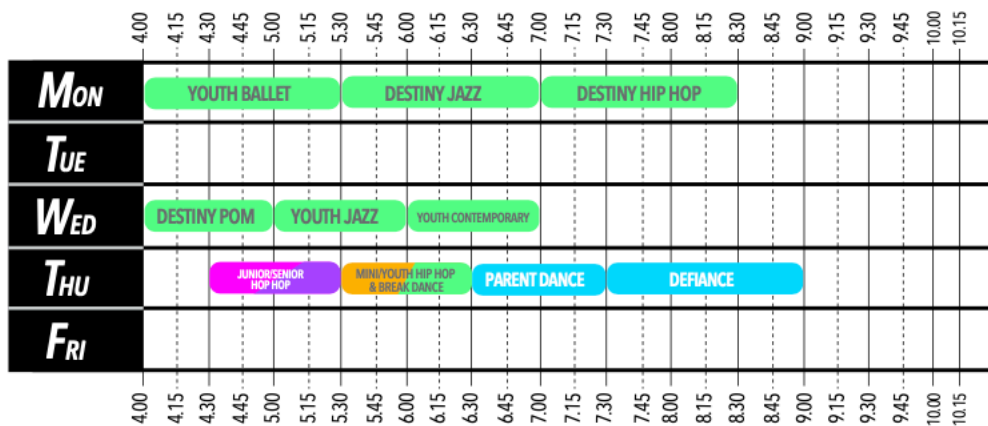 4.00 4.15 4.30 4.45 5.00 5.15 5.30 5.45 6.00 6.15 6.30 6.45 7.00 7.15 7.30 7.45 8.00 8.15 8.30 8.45 9.00 9.15 9.30 9.45 10.00 10.15
MON YOUTH BALLET DESTINY JAZZ DESTINY HIP HOP
TUE
WED DESTINY POM YOUTH JAZZ YOUTH CONTEMPORARY
THU
JUNIOR/SENIOR
HOP HOP
MINI/YOUTH HIP HOP
& BREAK DANCE
PARENT DANCE
DEFIANCE
FRI
4.00 4.15 4.30 4.45 5.00 5.15 5.30 5.45 6.00 6.15 6.30 6.45 7.00 7.15 7.30 7.45 8.00 8.15 8.30 8.45 9.00 9.15 9.30 9.45 10.00 10.15